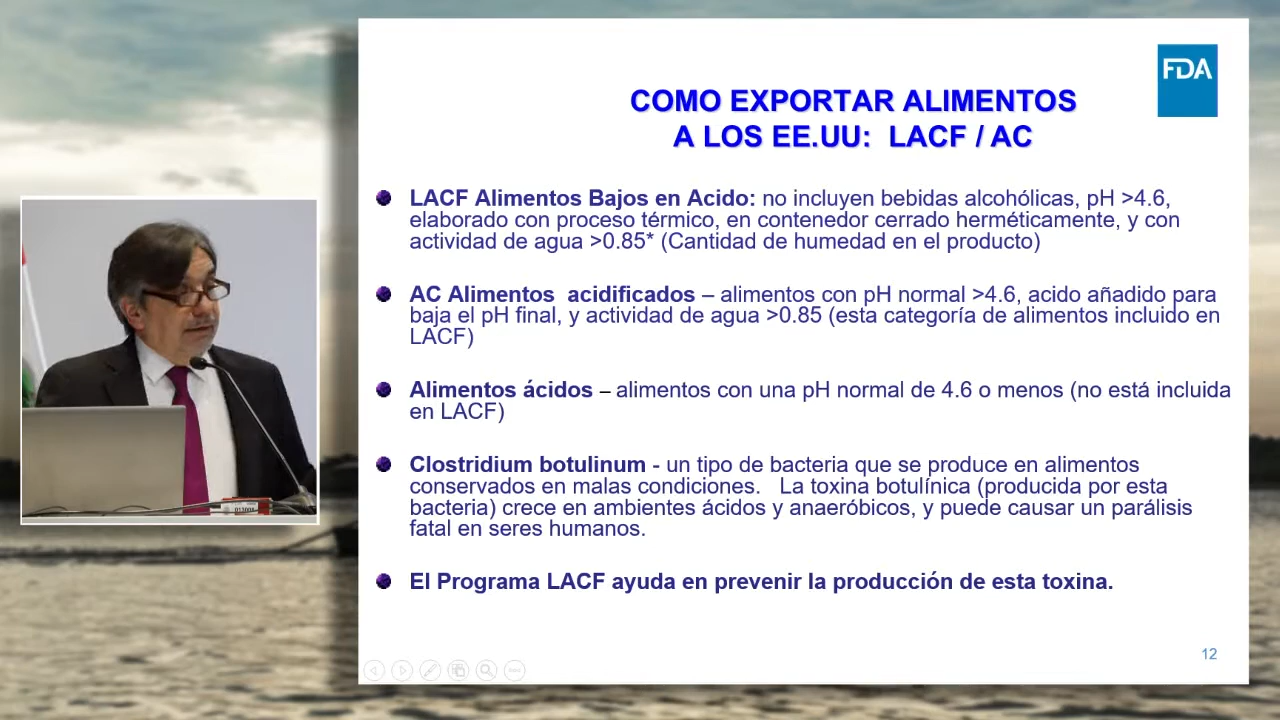 FDA
COMO EXPORTAR ALIMENTOS
A LOS EE.UU: LACF / AC
LACF Alimentos Bajos en Acido: no incluyen bebidas alcohólicas, pH >4.6,
elaborado con proceso térmico, en contenedor cerrado herméticamente, y con
actividad de agua >0.85* (Cantidad de humedad en el producto)
AC Alimentos acidificados – alimentos con pH normal >4.6, acido añadido para
baja el pH final, y actividad de agua >0.85 (esta categoría de alimentos incluido en
LACF)
Alimentos ácidos – alimentos con una pH normal de 4.6 o menos (no está incluida
en LACF)
Clostridium botulinum - un tipo de bacteria que se produce en alimentos
conservados en malas condiciones. La toxina botulínica (producida por esta
bacteria) crece en ambientes ácidos y anaeróbicos, y puede causar un parálisis
fatal en seres humanos.
El Programa LACF ayuda en prevenir la producción de esta toxina.
12